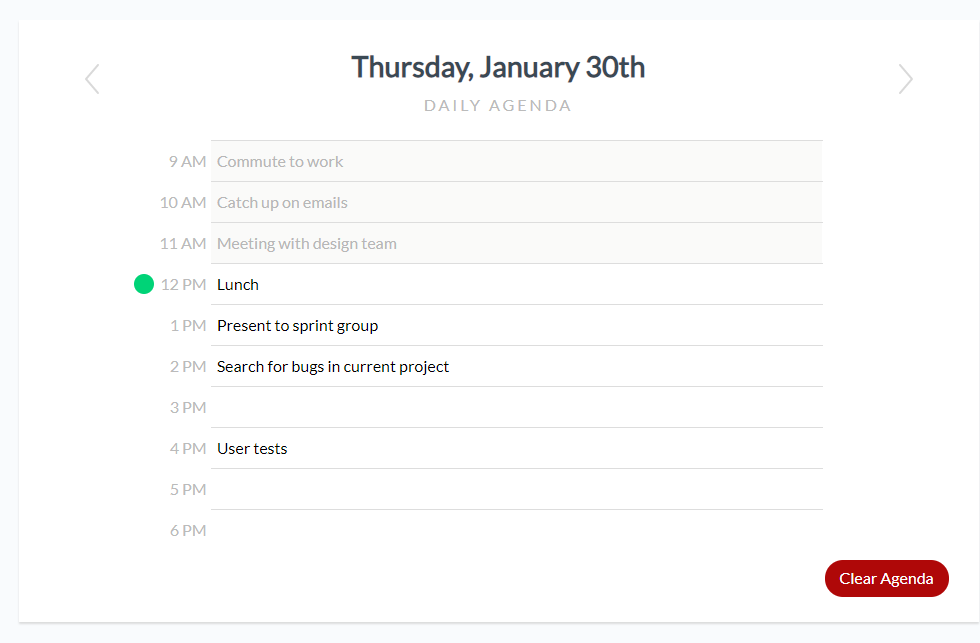 Thursday, January 30th
DAILY AGENDA
9 AM Commute to work
10 AM Catch up on emails
11 AM Meeting with design team
12 PM Lunch
1 PM Present to sprint group
2 PM Search for bugs in current project
3 PM
4 PM User tests
5 PM
6 PM
Clear Agenda